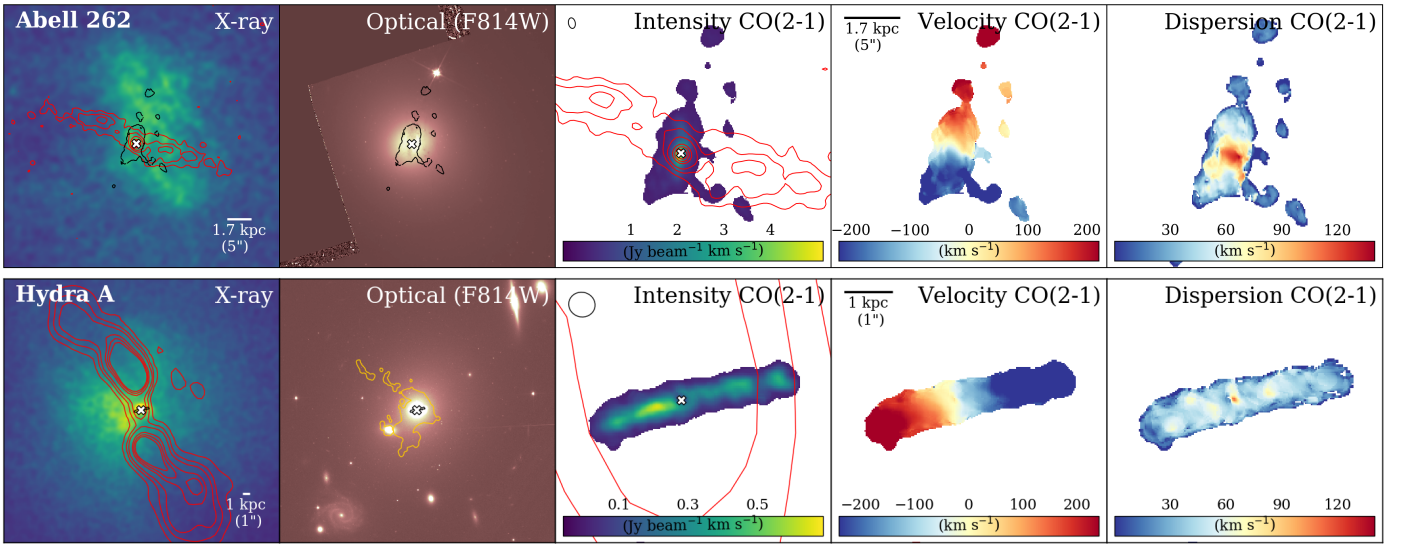 Abell 262
X-ray
Optical (F814W)
Intensity CO(2-1)
Velocity CO(2-1)
Dispersion CO(2-1)
1.7 kpc
(5")
1.7 kpc
(5")
1 2 3 4
(Jy beam⁻¹ km s⁻¹)
−200 −100 0 100 200
(km s⁻¹)
30 60 90 120
(km s⁻¹)
Hydra A
X-ray
Optical (F814W)
Intensity CO(2-1)
Velocity CO(2-1)
Dispersion CO(2-1)
1 kpc
(1")
1 kpc
(1")
0.1 0.3 0.5
(Jy beam⁻¹ km s⁻¹)
−200 −100 0 100 200
(km s⁻¹)
30 60 90 120
(km s⁻¹)